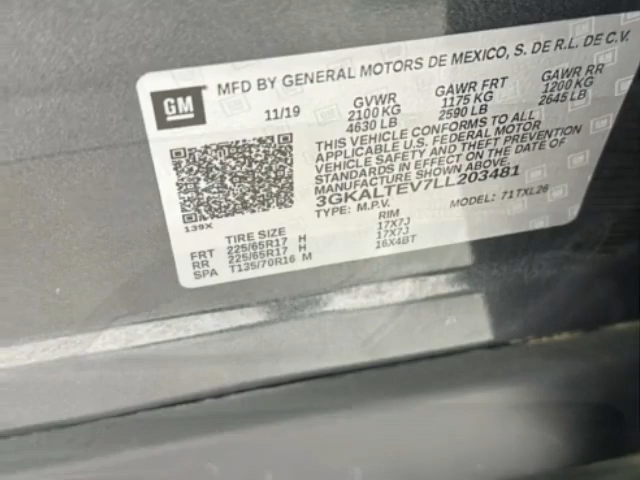 GM
MFD BY GENERAL MOTORS DE MEXICO, S. DE R.L. DE C.V.
11/19 GVWR GAWR FRT GAWR RR
2100 KG 1175 KG 1200 KG
4630 LB 2590 LB 2645 LB
THIS VEHICLE CONFORMS TO ALL
APPLICABLE U.S. FEDERAL MOTOR
VEHICLE SAFETY AND THEFT PREVENTION
STANDARDS IN EFFECT ON THE DATE OF
MANUFACTURE SHOWN ABOVE.
3GKALTEV7LL203481
TYPE: M.P.V. MODEL: 71TXL26
139X
TIRE SIZE RIM
FRT 225/65R17 H 17X7J
RR 225/65R17 H 17X7J
SPA T135/70R16 M 16X4BT